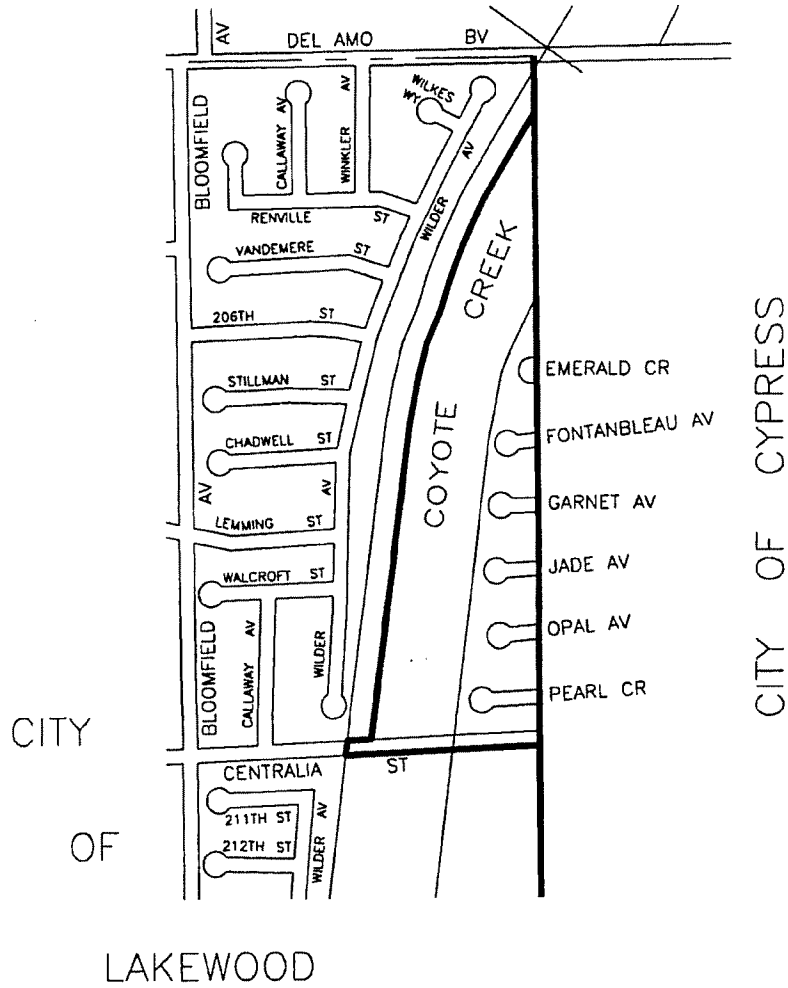 AV
DEL AMO BV
BLOOMFIELD
CALLAWAY AV
WINKLER AV
WILKES WY
WILDER AV
RENVILLE ST
VANDEMERE ST
206TH ST
STILLMAN ST
CHADWELL ST
AV
AV
LEMMING ST
WALCROFT ST
BLOOMFIELD
CALLAWAY AV
WILDER
COYOTE CREEK
EMERALD CR
FONTANBLEAU AV
GARNET AV
JADE AV
OPAL AV
PEARL CR
CITY OF CYPRESS
CENTRALIA ST
211TH ST
212TH ST
WILDER AV
CITY
OF
LAKEWOOD